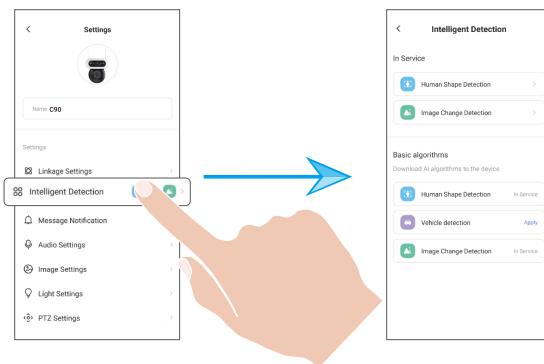 Settings
Name C90
Settings
Linkage Settings
Intelligent Detection
Message Notification
Audio Settings
Image Settings
Light Settings
PTZ Settings
Intelligent Detection
In Service
Human Shape Detection
Image Change Detection
Basic algorithms
Download AI algorithms to the device.
Human Shape Detection In Service
Vehicle detection Apply
Image Change Detection In Service